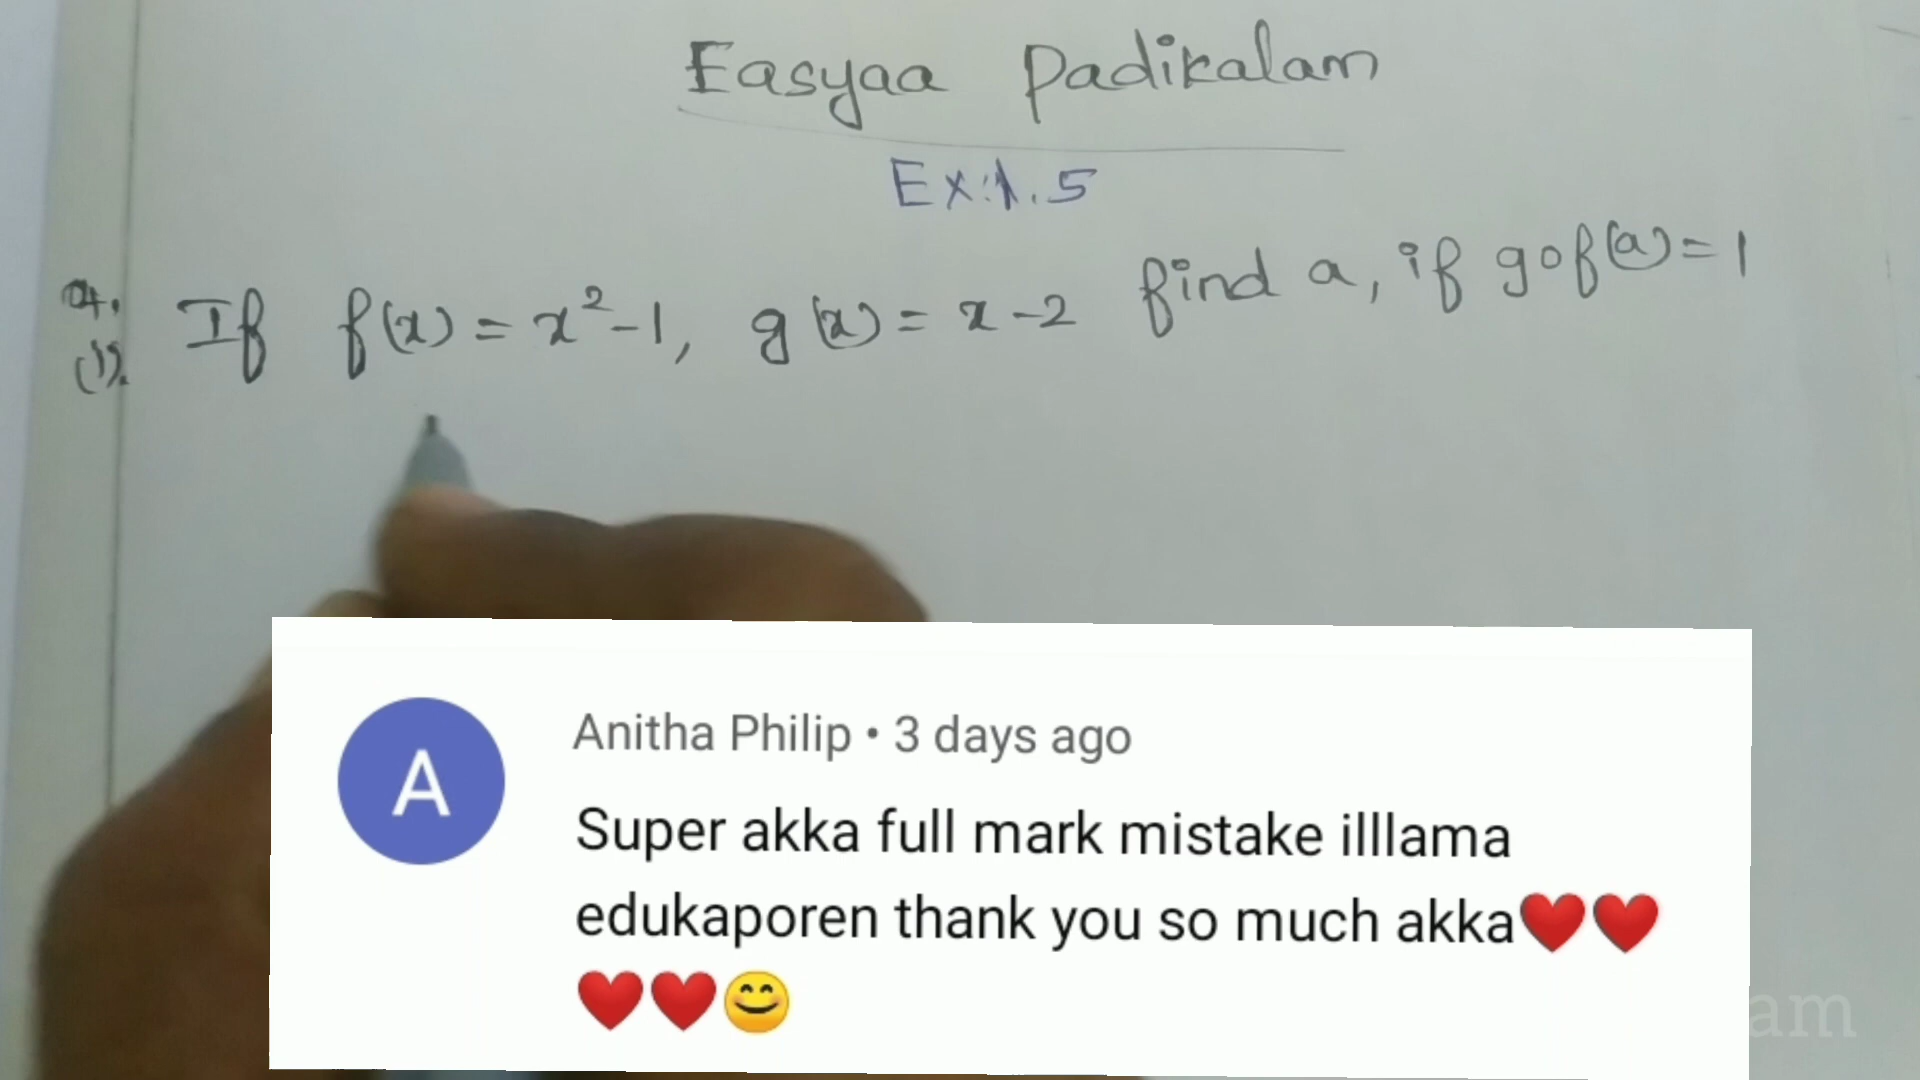 Easyaa Padikalam
Ex:1.5
4. If f(x) = x² - 1, g(x) = x - 2 find a, if gof(a) = 1
(i).
A
Anitha Philip • 3 days ago
Super akka full mark mistake illlama
edukaporen thank you so much akka❤️❤️
❤️❤️😊
am